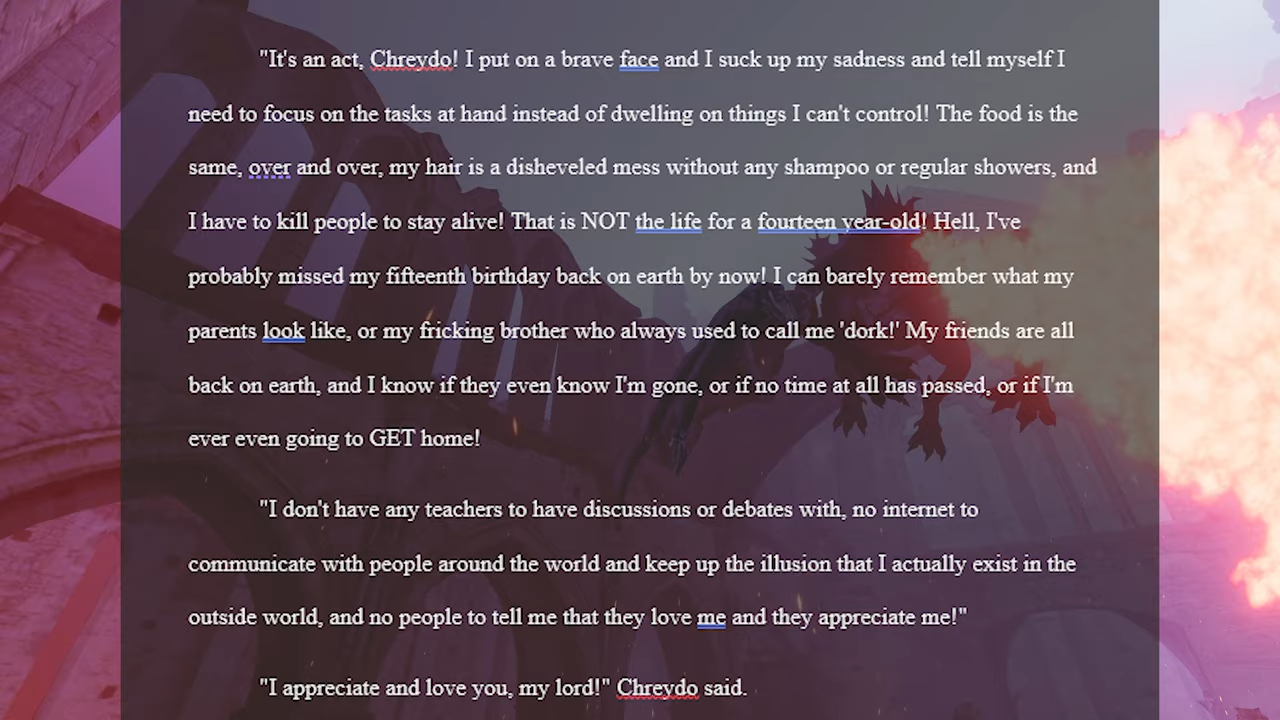 "It's an act, Chreydo! I put on a brave face and I suck up my sadness and tell myself I
need to focus on the tasks at hand instead of dwelling on things I can't control! The food is the
same, over and over, my hair is a disheveled mess without any shampoo or regular showers, and
I have to kill people to stay alive! That is NOT the life for a fourteen year-old! Hell, I've
probably missed my fifteenth birthday back on earth by now! I can barely remember what my
parents look like, or my fricking brother who always used to call me 'dork!' My friends are all
back on earth, and I know if they even know I'm gone, or if no time at all has passed, or if I'm
ever even going to GET home!
"I don't have any teachers to have discussions or debates with, no internet to
communicate with people around the world and keep up the illusion that I actually exist in the
outside world, and no people to tell me that they love me and they appreciate me!"
"I appreciate and love you, my lord!" Chreydo said.